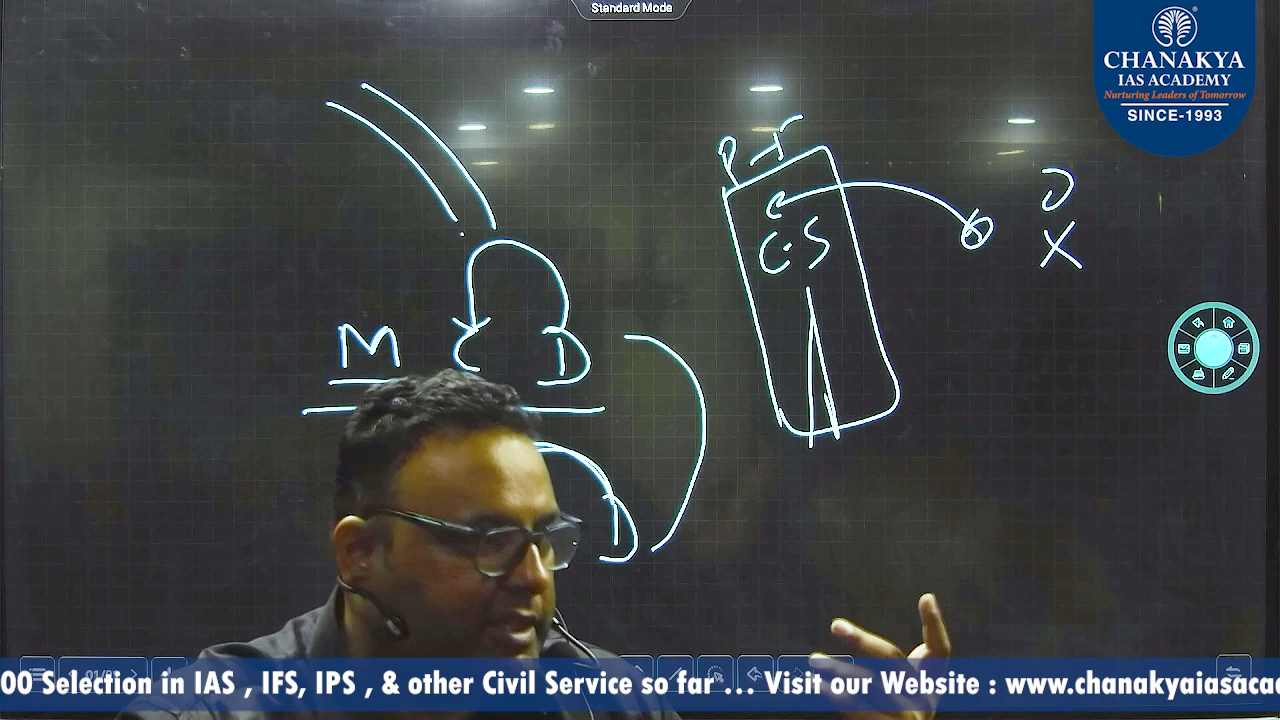 Standard Mode
CHANAKYA
IAS ACADEMY
Nurturing Leaders of Tomorrow
SINCE-1993
M C D
C.S
X
D
00 Selection in IAS , IFS, IPS , & other Civil Service so far ... Visit our Website : www.chanakyaiasaca